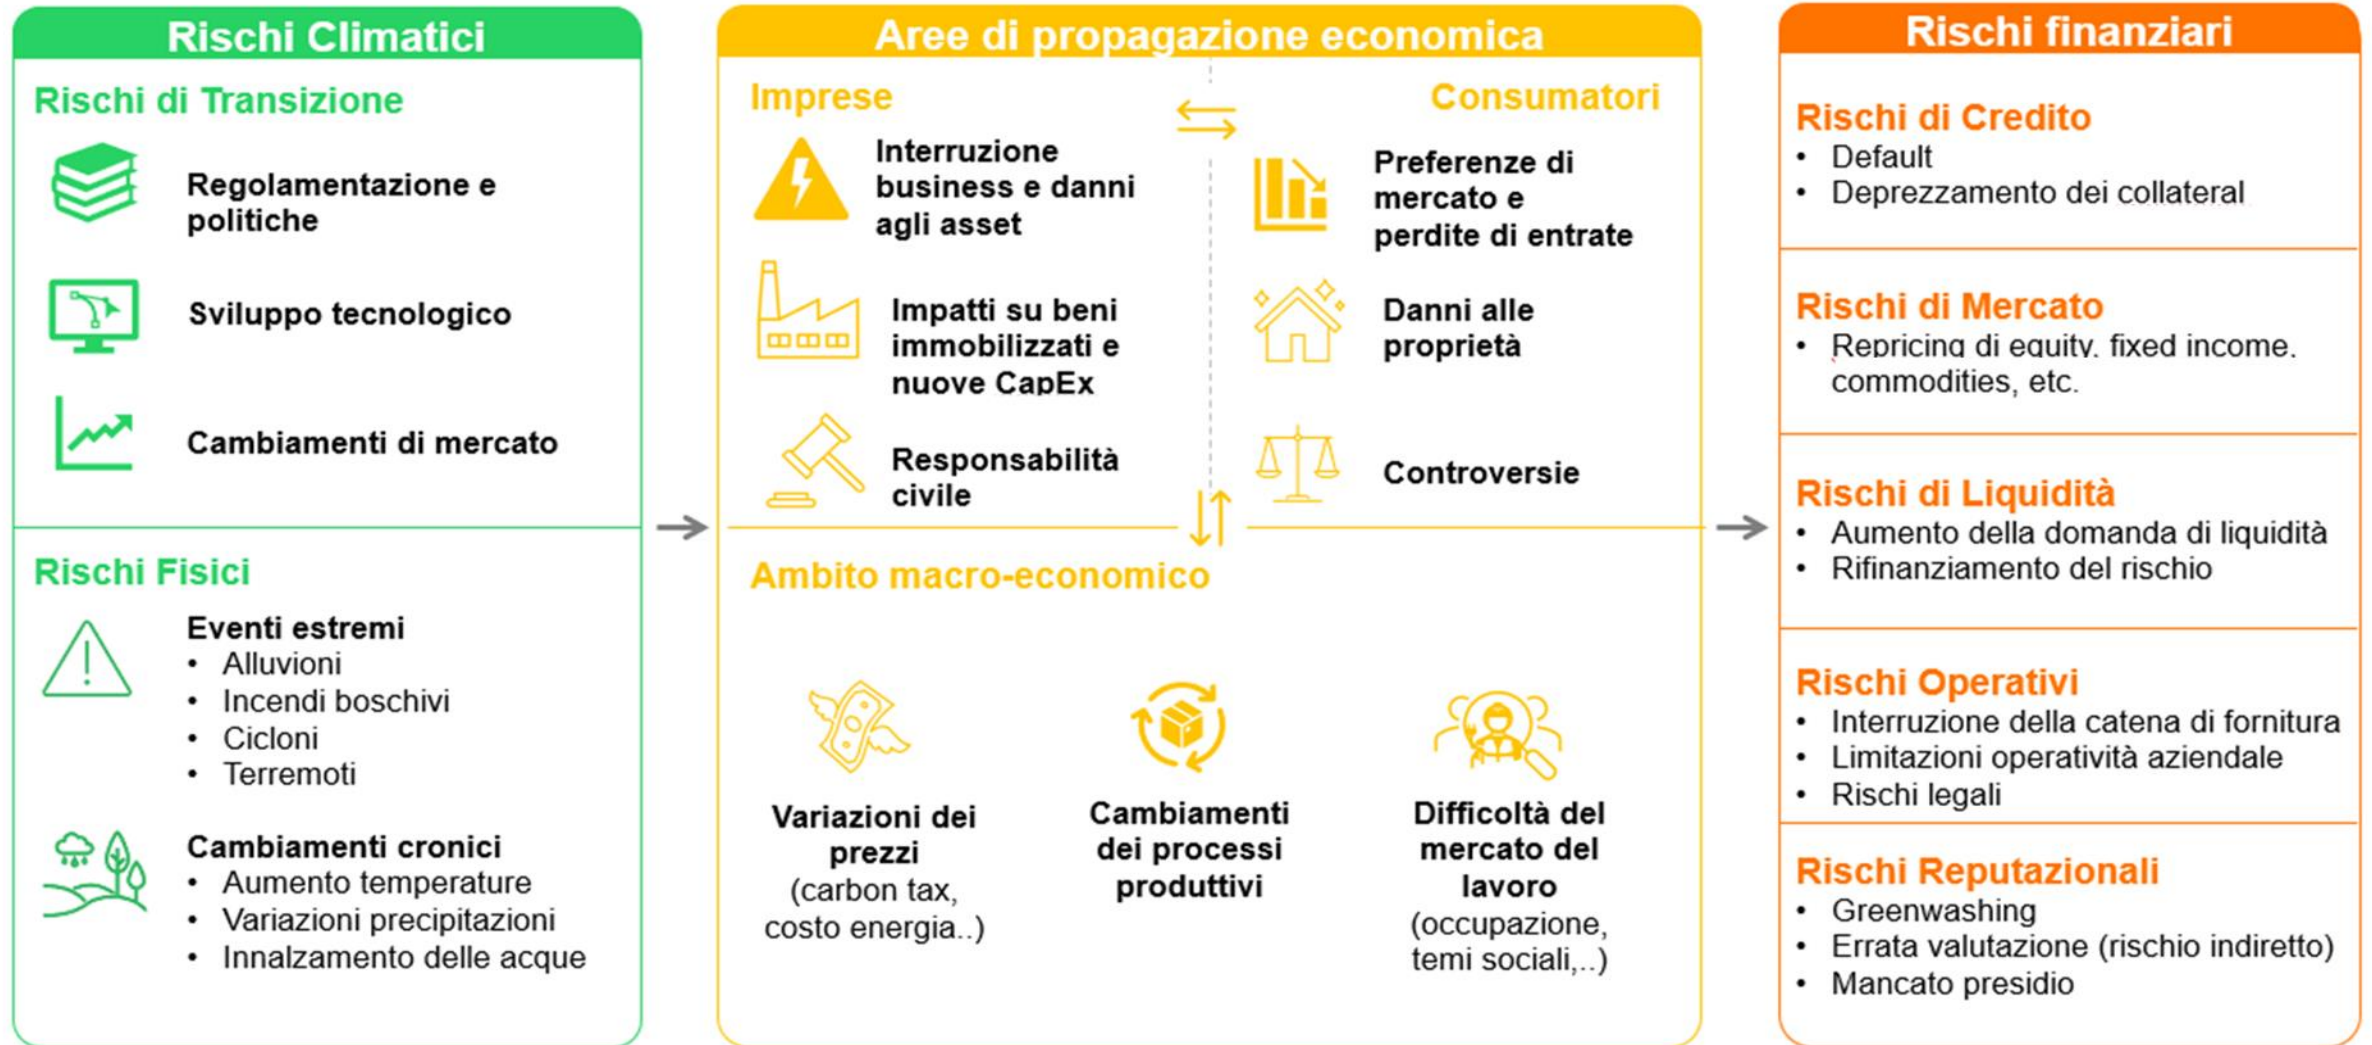 Rischi Climatici
Rischi di Transizione
Regolamentazione e
politiche
Sviluppo tecnologico
Cambiamenti di mercato
Rischi Fisici
Eventi estremi
• Alluvioni
• Incendi boschivi
• Cicloni
• Terremoti
Cambiamenti cronici
• Aumento temperature
• Variazioni precipitazioni
• Innalzamento delle acque
Aree di propagazione economica
Imprese
Interruzione
business e danni
agli asset
Impatti su beni
immobilizzati e
nuove CapEx
Responsabilità
civile
Consumatori
Preferenze di
mercato e
perdite di entrate
Danni alle
proprietà
Controversie
Ambito macro-economico
Variazioni dei
prezzi
(carbon tax,
costo energia..)
Cambiamenti
dei processi
produttivi
Difficoltà del
mercato del
lavoro
(occupazione,
temi sociali,..)
Rischi finanziari
Rischi di Credito
• Default
• Deprezzamento dei collateral
Rischi di Mercato
• Repricing di equity, fixed income,
commodities, etc.
Rischi di Liquidità
• Aumento della domanda di liquidità
• Rifinanziamento del rischio
Rischi Operativi
• Interruzione della catena di fornitura
• Limitazioni operatività aziendale
• Rischi legali
Rischi Reputazionali
• Greenwashing
• Errata valutazione (rischio indiretto)
• Mancato presidio